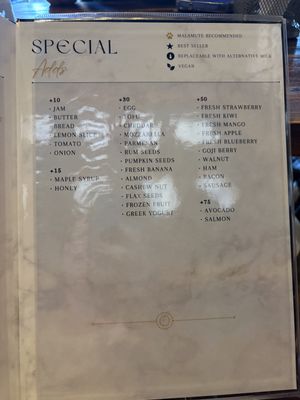 SPECIAL
Adds
MALAMUTE RECOMMENDED
BEST SELLER
REPLACEABLE WITH ALTERNATIVE MILK
VEGAN
+10
- JAM
- BUTTER
- BREAD
- LEMON SLICE
- TOMATO
- ONION
+15
- MAPLE SYRUP
- HONEY
+30
- EGG
- TOFU
- CHEDDAR
- MOZZARELLA
- PARMESAN
- RUM SEEDS
- PUMPKIN SEEDS
- FRESH BANANA
- ALMOND
- CASHEW NUT
- FLAX SEEDS
- FROZEN FRUIT
- GREEK YOGURT
+50
- FRESH STRAWBERRY
- FRESH KIWI
- FRESH MANGO
- FRESH APPLE
- FRESH BLUEBERRY
- GOJI BERRY
- WALNUT
- HAM
- BACON
- SAUSAGE
+75
- AVOCADO
- SALMON